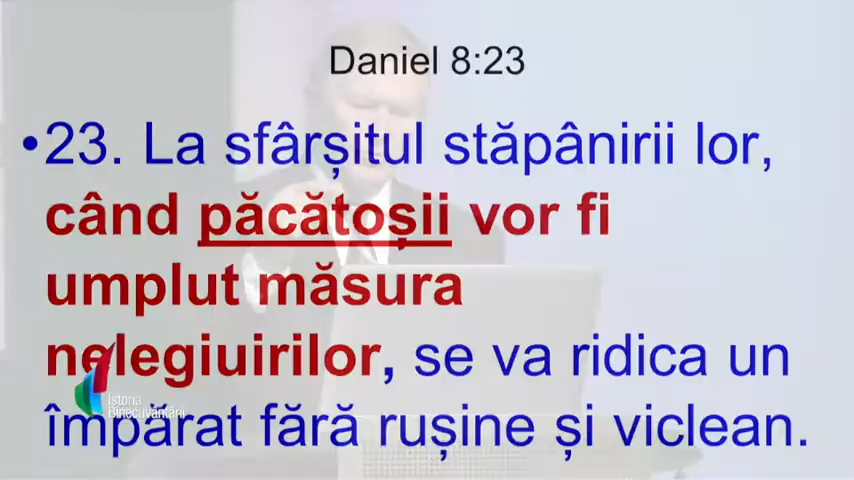 Daniel 8:23
•23. La sfârșitul stăpânirii lor,
când păcătoșii vor fi
umplut măsura
nelegiuirilor, se va ridica un
Istoria
Binecuvântării
împărat fără rușine și viclean.